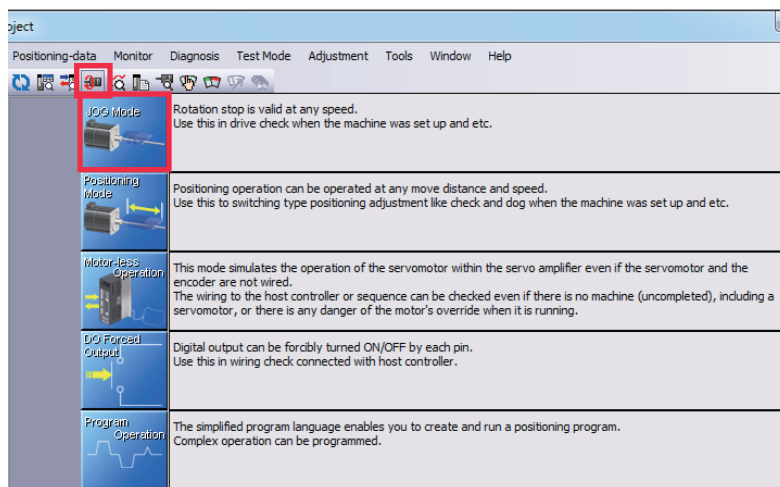 oject
Positioning-data Monitor Diagnosis Test Mode Adjustment Tools Window Help
JOG Mode
Rotation stop is valid at any speed.
Use this in drive check when the machine was set up and etc.
Positioning
Mode
Positioning operation can be operated at any move distance and speed.
Use this to switching type positioning adjustment like check and dog when the machine was set up and etc.
Motor-less
Operation
This mode simulates the operation of the servomotor within the servo amplifier even if the servomotor and the
encoder are not wired.
The wiring to the host controller or sequence can be checked even if there is no machine (uncompleted), including a
servomotor, or there is any danger of the motor's override when it is running.
DO Forced
Output
Digital output can be forcibly turned ON/OFF by each pin.
Use this in wiring check connected with host controller.
Program
Operation
The simplified program language enables you to create and run a positioning program.
Complex operation can be programmed.